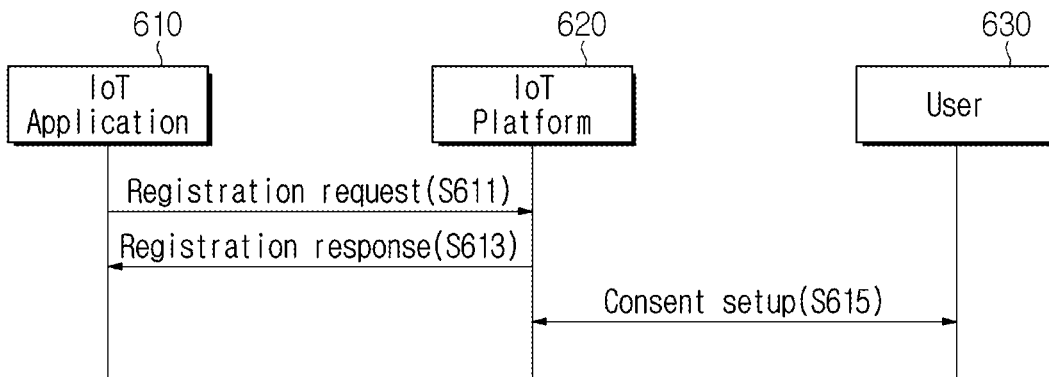 610
620
630
IoT
Application
IoT
Platform
User
Registration request(S611)
Registration response(S613)
Consent setup(S615)